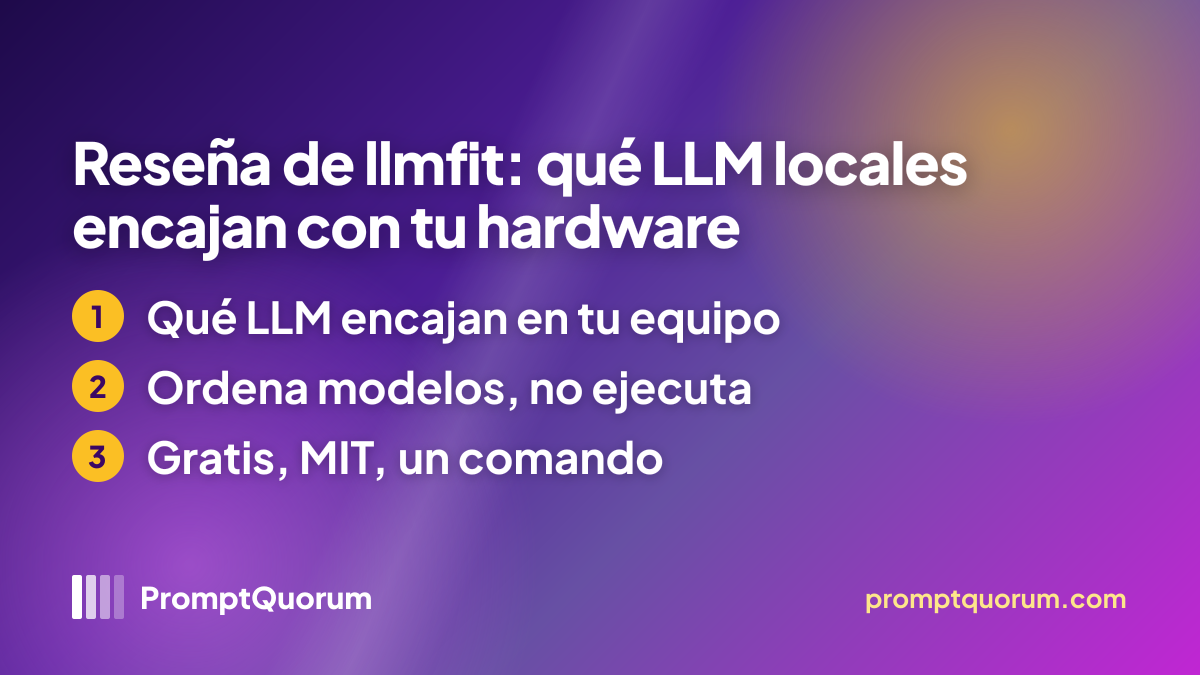 Reseña de llmfit: qué LLM locales
encajan con tu hardware
1 Qué LLM encajan en tu equipo
2 Ordena modelos, no ejecuta
3 Gratis, MIT, un comando
PromptQuorum
promptquorum.com